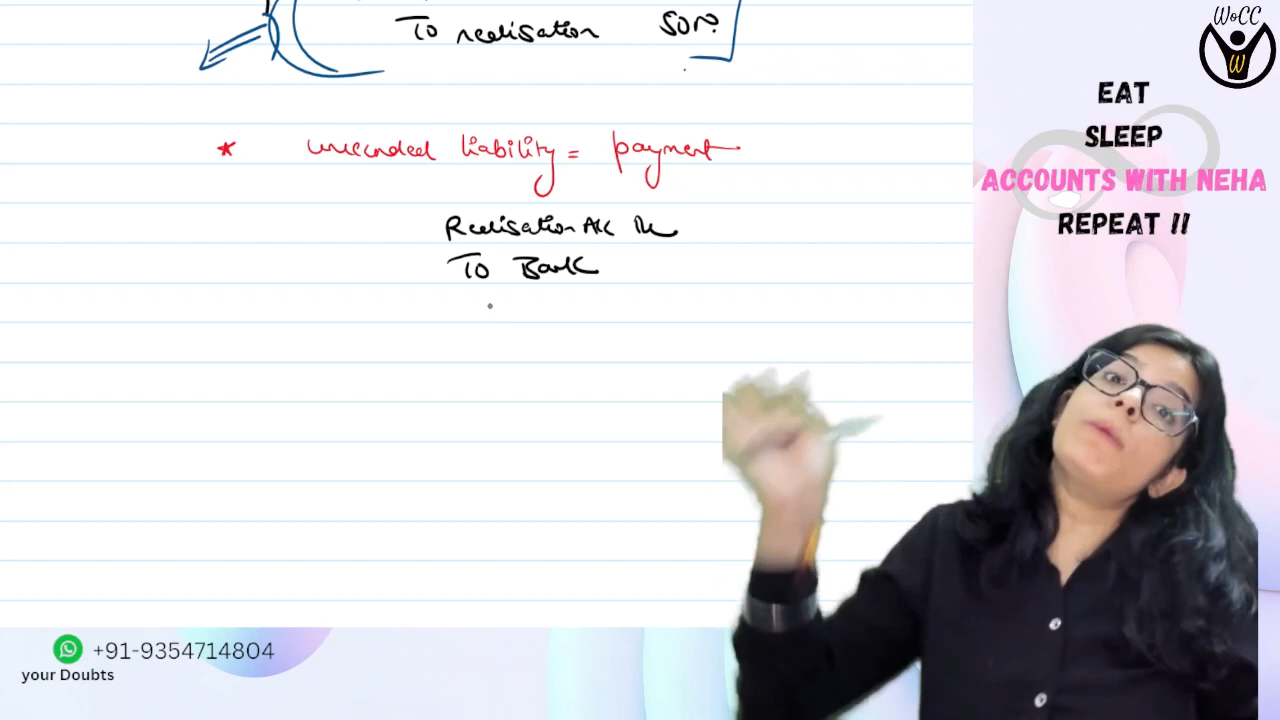 To realisation 50%
* unrecorded liability = payment
Realisation A/c Dr
To Bank
WoCC
W
EAT
SLEEP
ACCOUNTS WITH NEHA
REPEAT !!
+91-9354714804
your Doubts